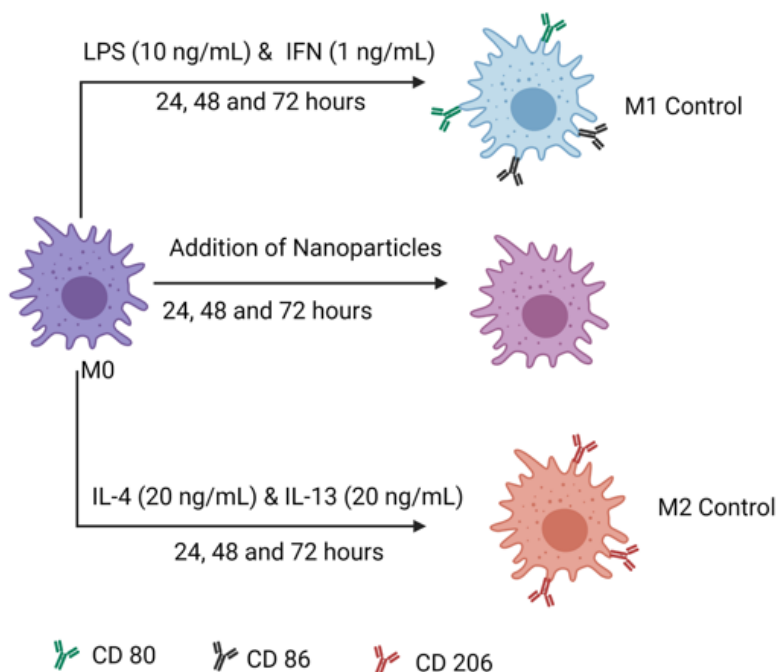 LPS (10 ng/mL) & IFN (1 ng/mL)
24, 48 and 72 hours
M1 Control
Addition of Nanoparticles
24, 48 and 72 hours
M0
IL-4 (20 ng/mL) & IL-13 (20 ng/mL)
24, 48 and 72 hours
M2 Control
CD 80
CD 86
CD 206